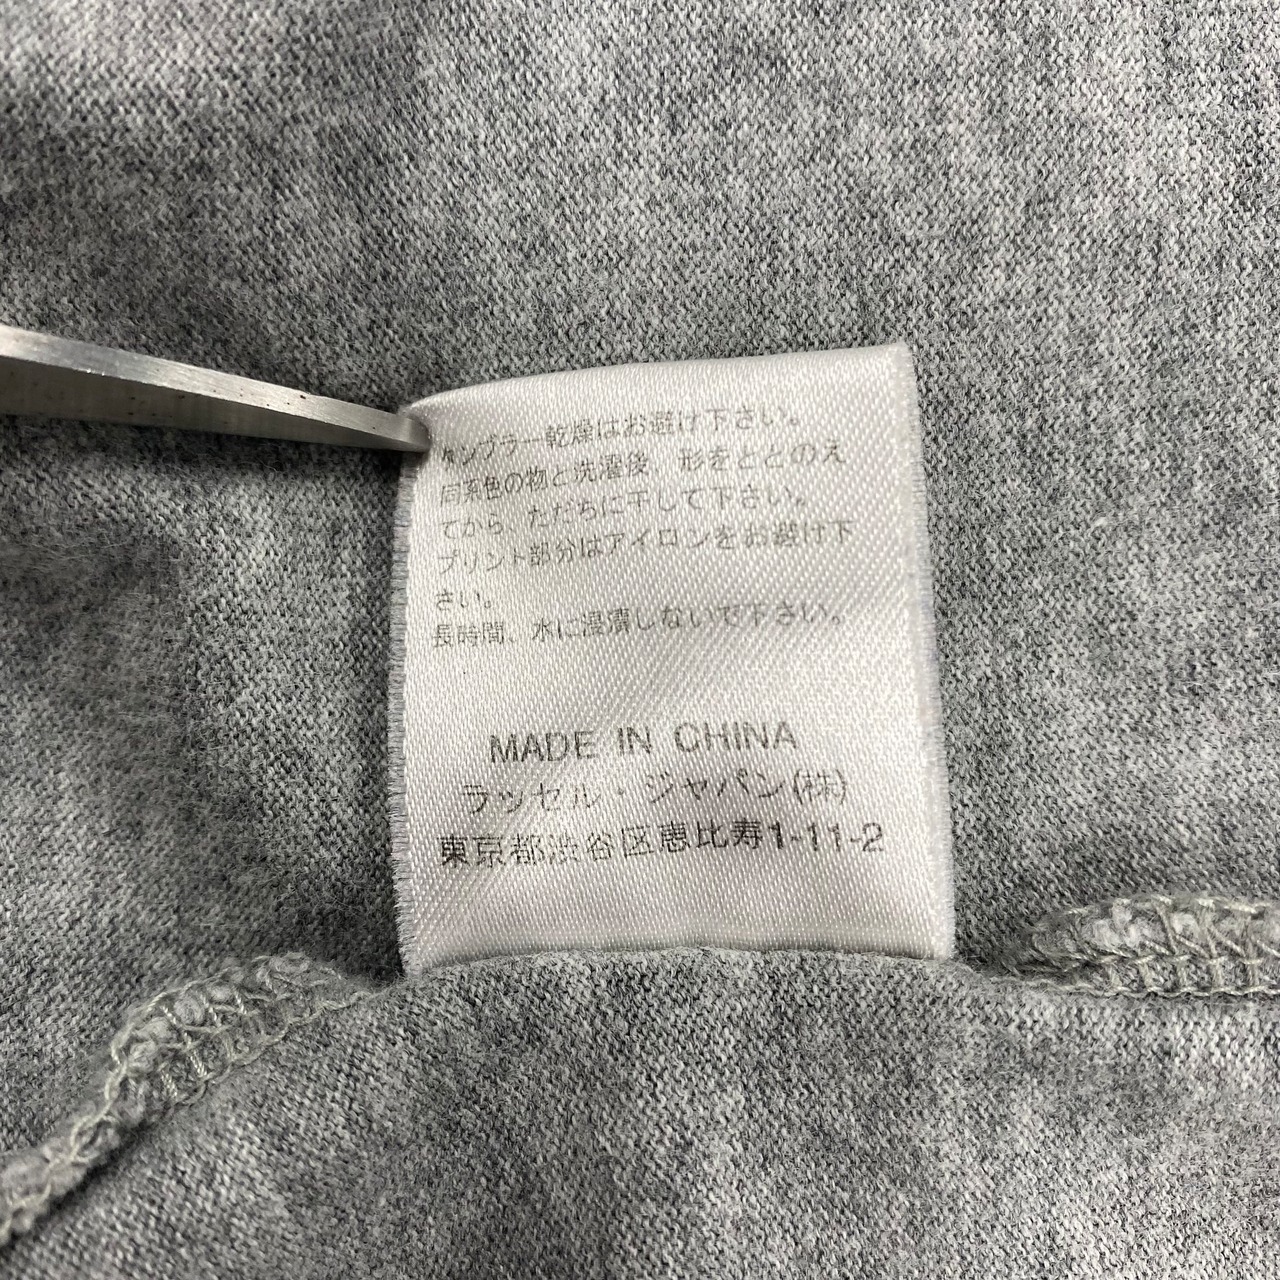 タンブラー乾燥はお避け下さい。
同系色の物と洗濯後 形をととのえ
てから ただちに干して下さい。
プリント部分はアイロンをお避け下
さい。
長時間、水に浸漬しないで下さい。
MADE IN CHINA
ラッセル・ジャパン(株)
東京都渋谷区恵比寿1-11-2